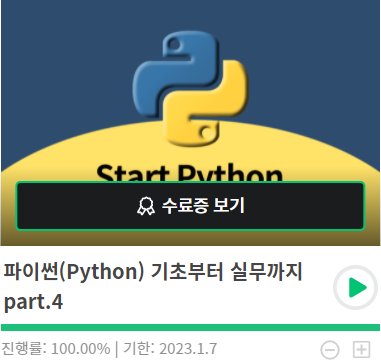 Start Python
수료증 보기
파이썬(Python) 기초부터 실무까지
part.4
진행률: 100.00% | 기한: 2023.1.7